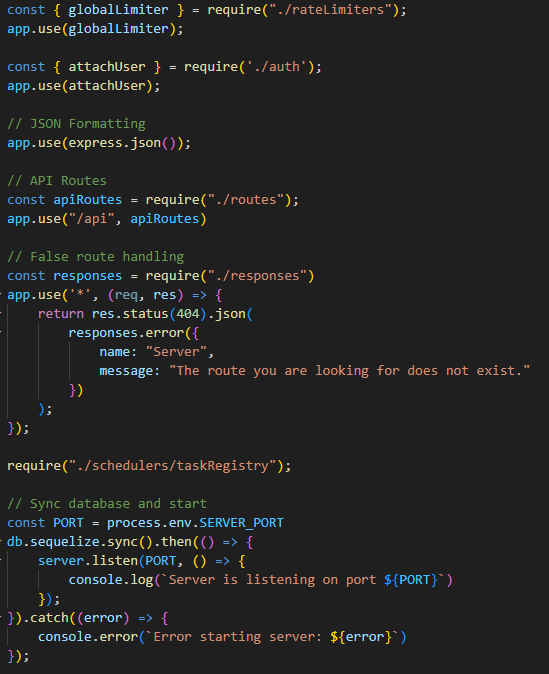 const { globalLimiter } = require("./rateLimiters");
app.use(globalLimiter);
const { attachUser } = require('./auth');
app.use(attachUser);
// JSON Formatting
app.use(express.json());
// API Routes
const apiRoutes = require("./routes");
app.use("/api", apiRoutes)
// False route handling
const responses = require("./responses")
app.use('*', (req, res) => {
    return res.status(404).json(
        responses.error({
            name: "Server",
            message: "The route you are looking for does not exist."
        })
    );
});
require("./schedulers/taskRegistry");
// Sync database and start
const PORT = process.env.SERVER_PORT
db.sequelize.sync().then(() => {
    server.listen(PORT, () => {
        console.log(`Server is listening on port ${PORT}`)
    });
}).catch((error) => {
    console.error(`Error starting server: ${error}`)
});